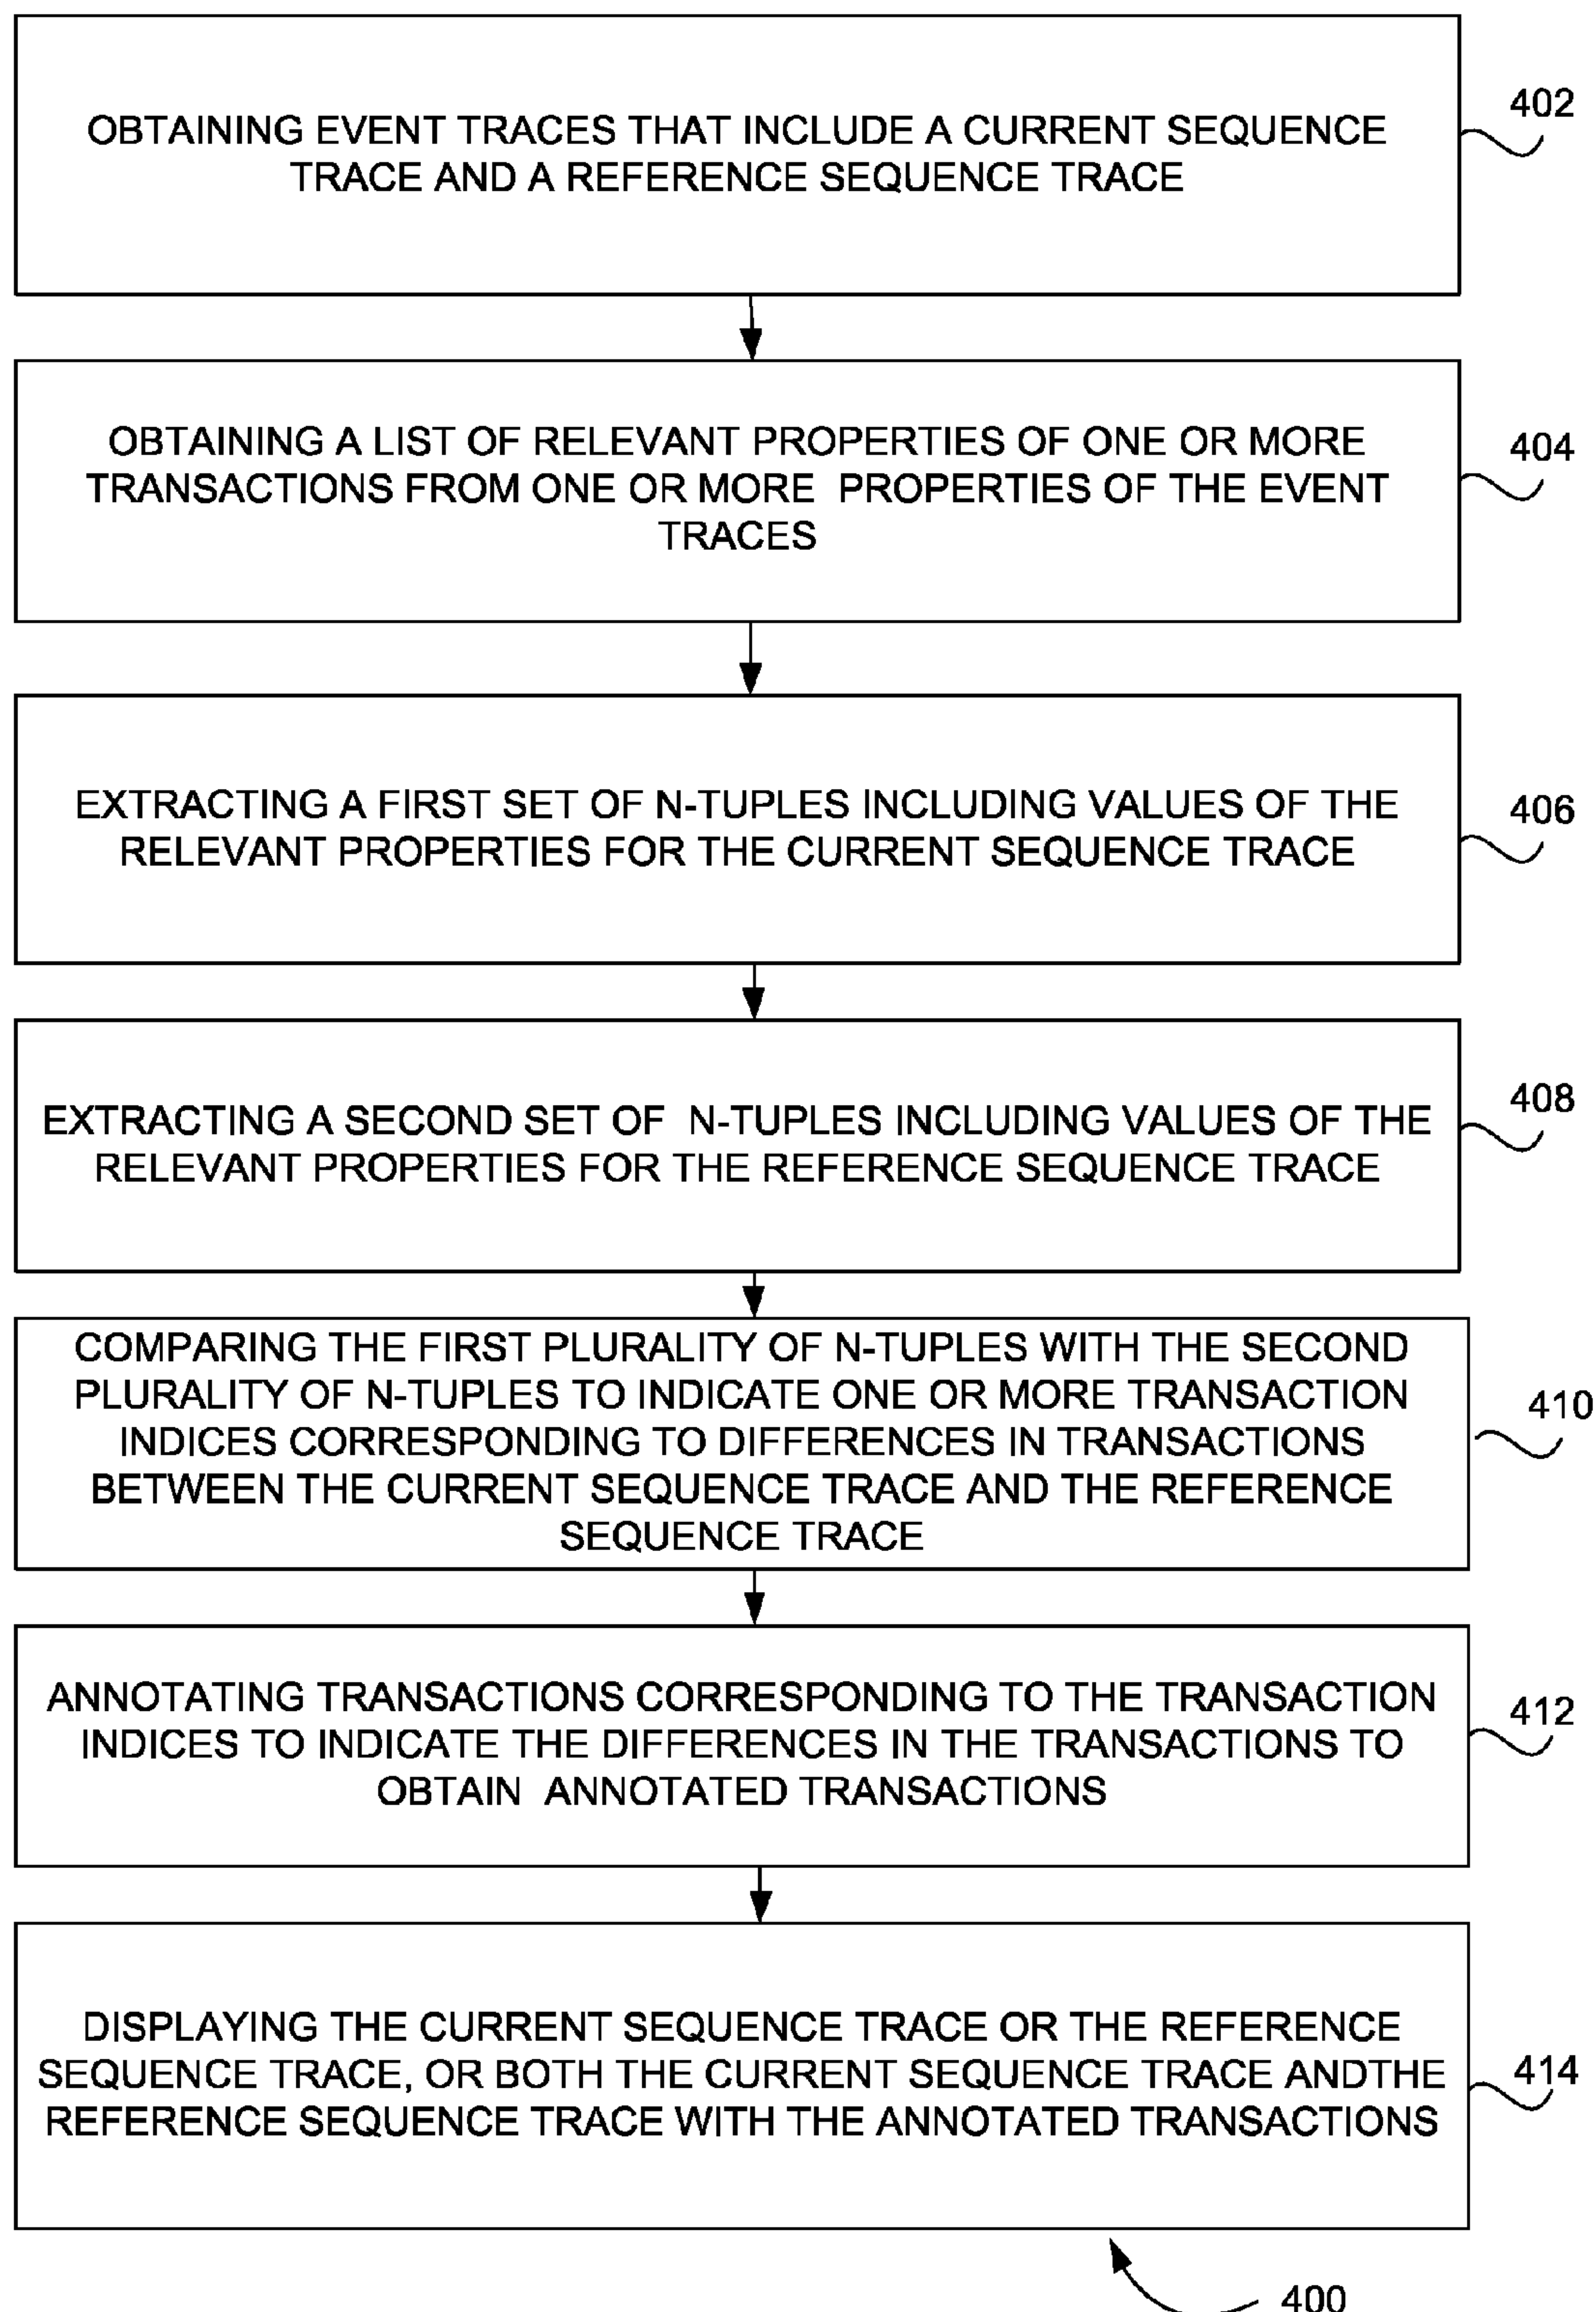 OBTAINING EVENT TRACES THAT INCLUDE A CURRENT SEQUENCE
TRACE AND A REFERENCE SEQUENCE TRACE
402
OBTAINING A LIST OF RELEVANT PROPERTIES OF ONE OR MORE
TRANSACTIONS FROM ONE OR MORE PROPERTIES OF THE EVENT
TRACES
404
EXTRACTING A FIRST SET OF N-TUPLES INCLUDING VALUES OF THE
RELEVANT PROPERTIES FOR THE CURRENT SEQUENCE TRACE
406
EXTRACTING A SECOND SET OF N-TUPLES INCLUDING VALUES OF THE
RELEVANT PROPERTIES FOR THE REFERENCE SEQUENCE TRACE
408
COMPARING THE FIRST PLURALITY OF N-TUPLES WITH THE SECOND
PLURALITY OF N-TUPLES TO INDICATE ONE OR MORE TRANSACTION
INDICES CORRESPONDING TO DIFFERENCES IN TRANSACTIONS
BETWEEN THE CURRENT SEQUENCE TRACE AND THE REFERENCE
SEQUENCE TRACE
410
ANNOTATING TRANSACTIONS CORRESPONDING TO THE TRANSACTION
INDICES TO INDICATE THE DIFFERENCES IN THE TRANSACTIONS TO
OBTAIN ANNOTATED TRANSACTIONS
412
DISPLAYING THE CURRENT SEQUENCE TRACE OR THE REFERENCE
SEQUENCE TRACE, OR BOTH THE CURRENT SEQUENCE TRACE ANDTHE
REFERENCE SEQUENCE TRACE WITH THE ANNOTATED TRANSACTIONS
414
400